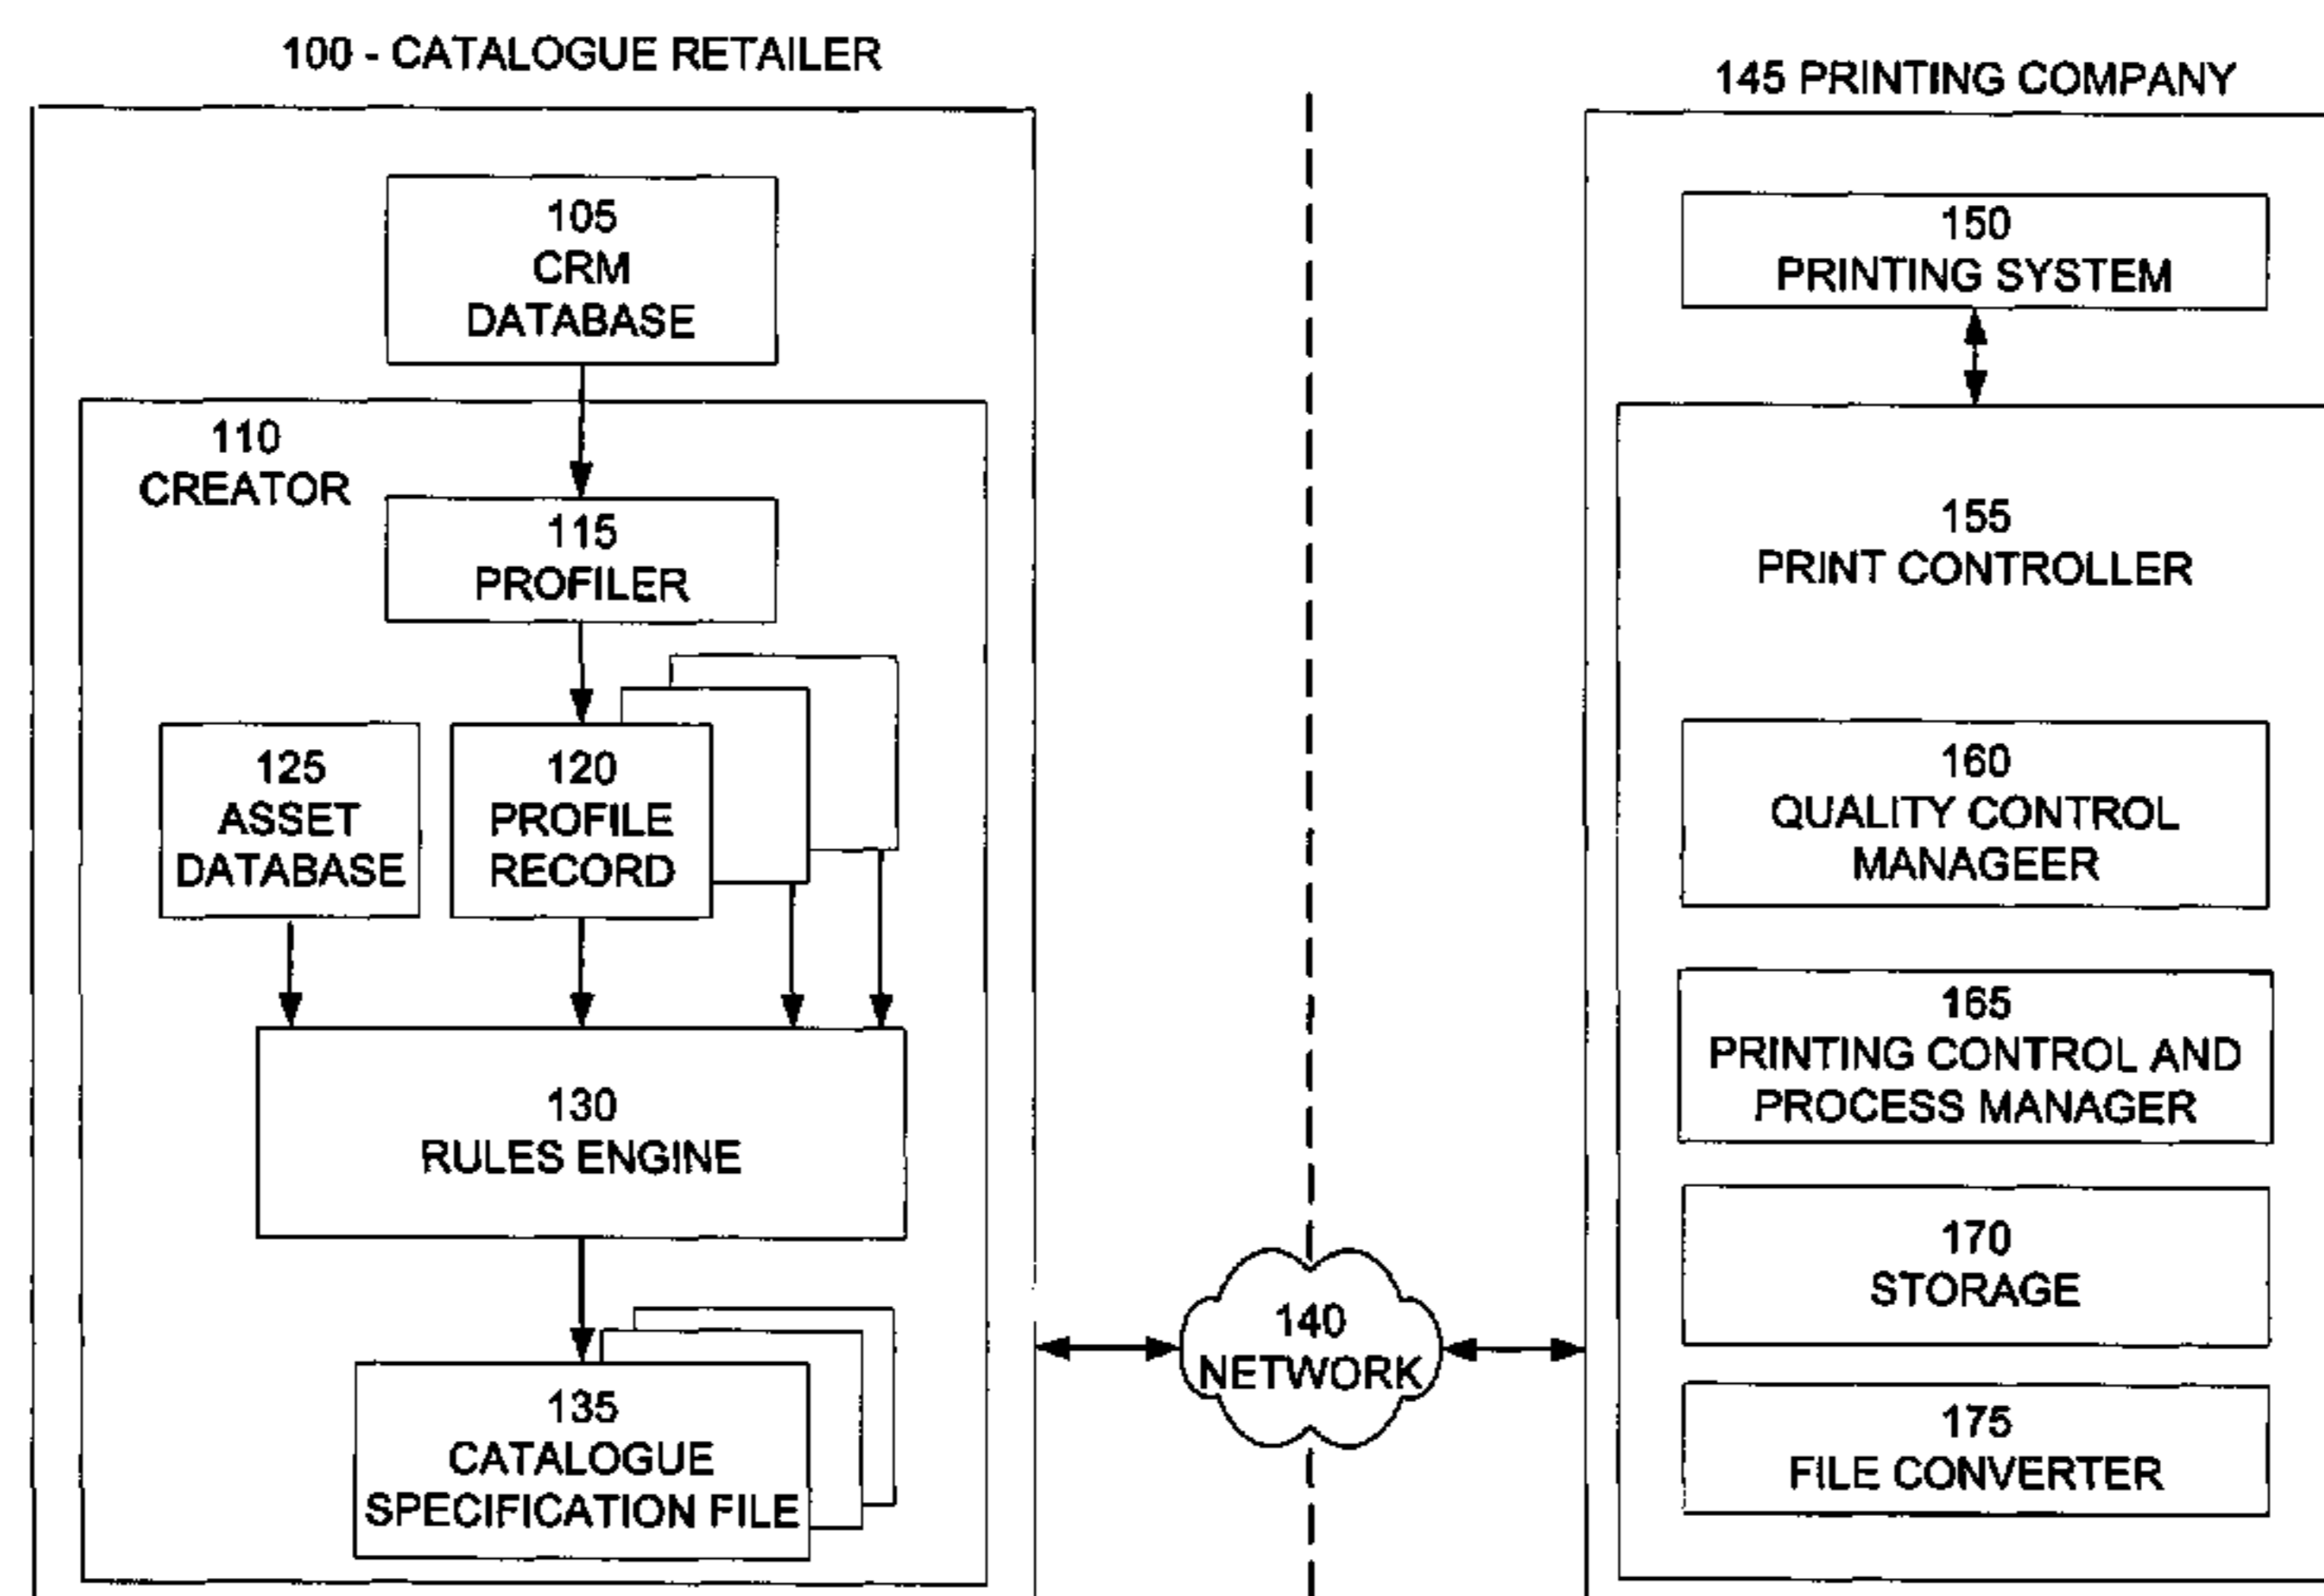 100 - CATALOGUE RETAILER
105
CRM
DATABASE
110
CREATOR
115
PROFILER
125
ASSET
DATABASE
120
PROFILE
RECORD
130
RULES ENGINE
135
CATALOGUE
SPECIFICATION FILE
140
NETWORK
145 PRINTING COMPANY
150
PRINTING SYSTEM
155
PRINT CONTROLLER
160
QUALITY CONTROL
MANAGEER
165
PRINTING CONTROL AND
PROCESS MANAGER
170
STORAGE
175
FILE CONVERTER